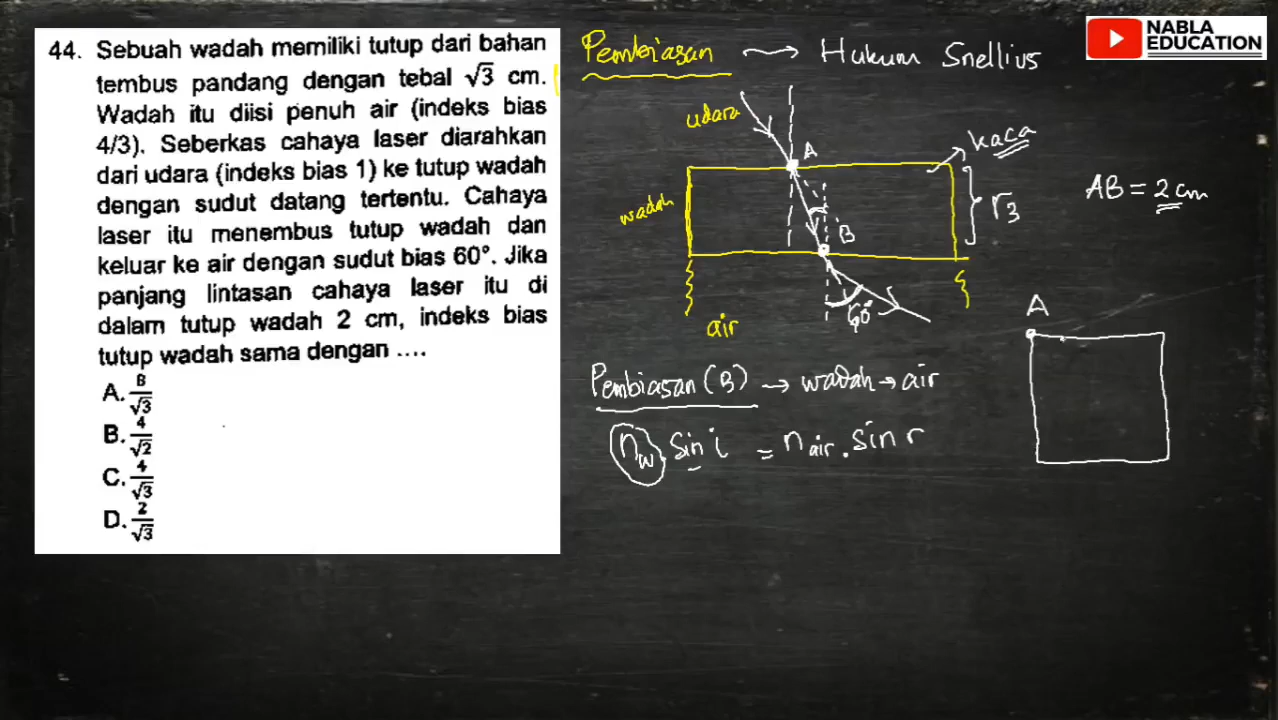 44. Sebuah wadah memiliki tutup dari bahan
tembus pandang dengan tebal √3 cm.
Wadah itu diisi penuh air (indeks bias
4/3). Seberkas cahaya laser diarahkan
dari udara (indeks bias 1) ke tutup wadah
dengan sudut datang tertentu. Cahaya
laser itu menembus tutup wadah dan
keluar ke air dengan sudut bias 60°. Jika
panjang lintasan cahaya laser itu di
dalam tutup wadah 2 cm, indeks bias
tutup wadah sama dengan ....
A. 8/√3
B. 4/√2
C. 4/√3
D. 2/√3
Pembiasan → Hukum Snellius
NABLA
EDUCATION
udara
A
kaca
wadah
√3
B
AB = 2 cm
60°
air
A
Pembiasan (B) → wadah → air
n_w . sin i = n_air . sin r